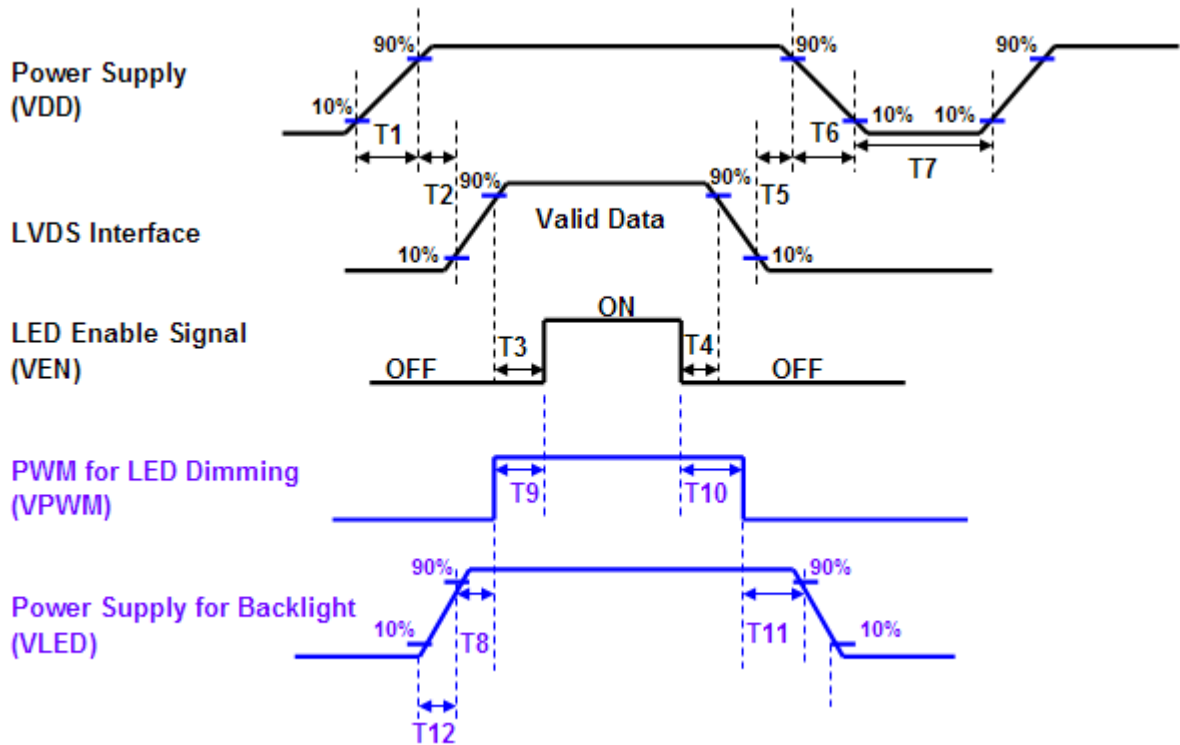 90% 90% 90%
Power Supply
(VDD)
10% 10% 10%
T1 T6
T7
T2 90% 90% T5
Valid Data
LVDS Interface
10% 10%
ON
LED Enable Signal
(VEN)
T3 T4
OFF OFF
PWM for LED Dimming
(VPWM)
T9 T10
90% 90%
Power Supply for Backlight
(VLED)
10% T8 T11 10%
T12